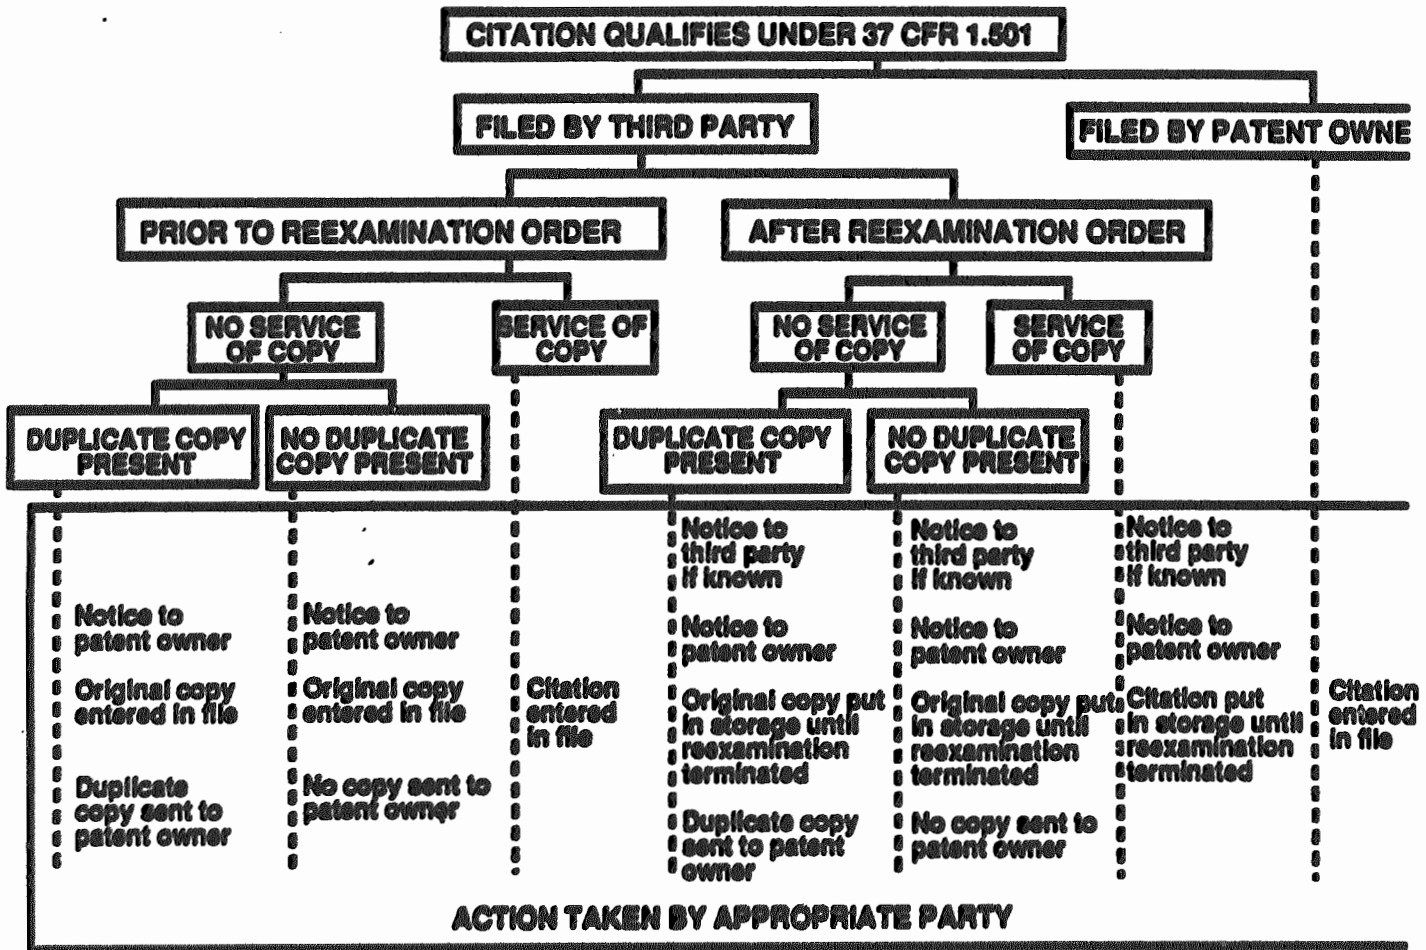 CITATION QUALIFIES UNDER 37 CFR 1.501
FILED BY THIRD PARTY
FILED BY PATENT OWNE
PRIOR TO REEXAMINATION ORDER
AFTER REEXAMINATION ORDER
NO SERVICE
OF COPY
SERVICE OF
COPY
NO SERVICE
OF COPY
SERVICE
OF COPY
DUPLICATE COPY
PRESENT
NO DUPLICATE
COPY PRESENT
DUPLICATE COPY
PRESENT
NO DUPLICATE
COPY PRESENT
Notice to
patent owner
Original copy
entered in file
Duplicate
copy sent to
patent owner
Notice to
patent owner
Original copy
entered in file
No copy sent to
patent owner
Citation
entered
in file
Notice to
third party
if known
Notice to
patent owner
Original copy put
in storage until
reexamination
terminated
Duplicate copy
sent to patent
owner
Notice to
third party
if known
Notice to
patent owner
Original copy put
in storage until
reexamination
terminated
No copy sent to
patent owner
Notice to
third party
if known
Notice to
patent owner
Citation put
in storage until
reexamination
terminated
Citation
entered
in file
ACTION TAKEN BY APPROPRIATE PARTY